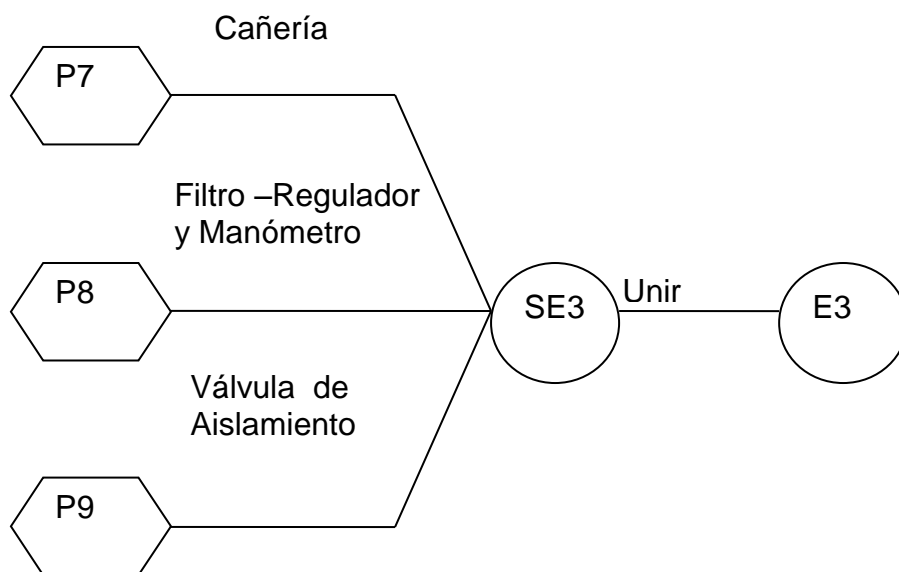 Cañería
P7
Filtro –Regulador
y Manómetro
P8
SE3
Unir
E3
Válvula de
Aislamiento
P9